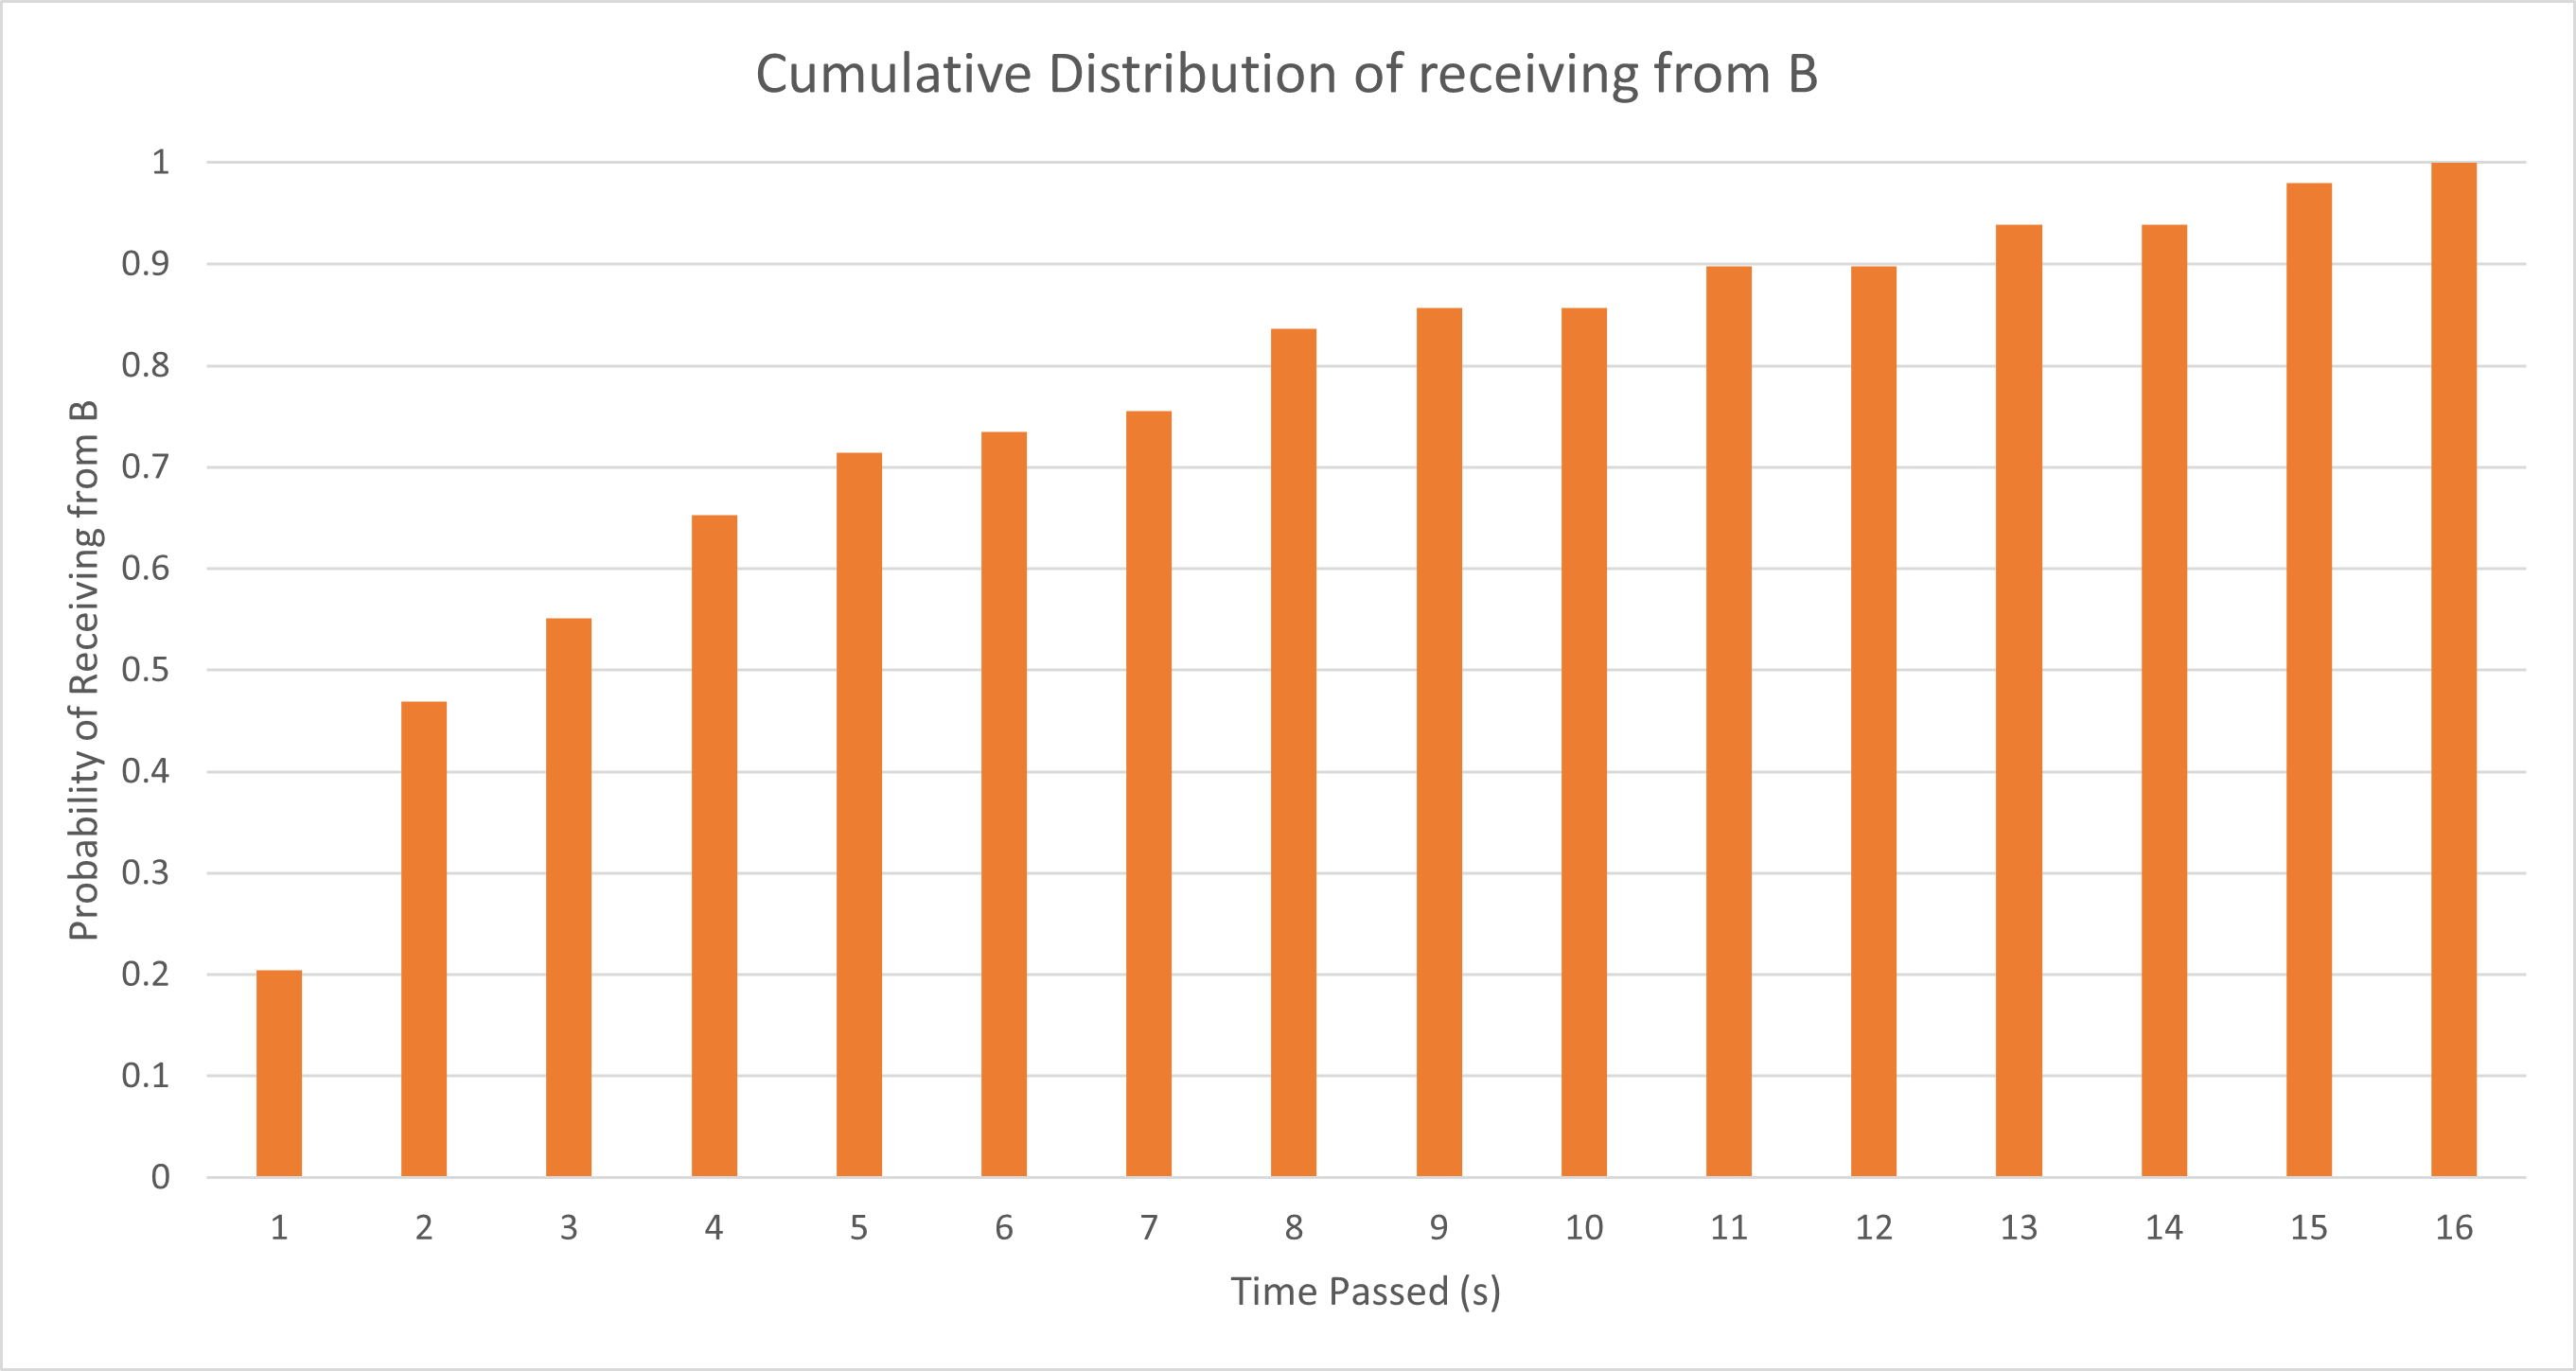 Cumulative Distribution of receiving from B
1
0.9
0.8
0.7
0.6
0.5
0.4
0.3
0.2
0.1
0
Probability of Receiving from B
1 2 3 4 5 6 7 8 9 10 11 12 13 14 15 16
Time Passed (s)